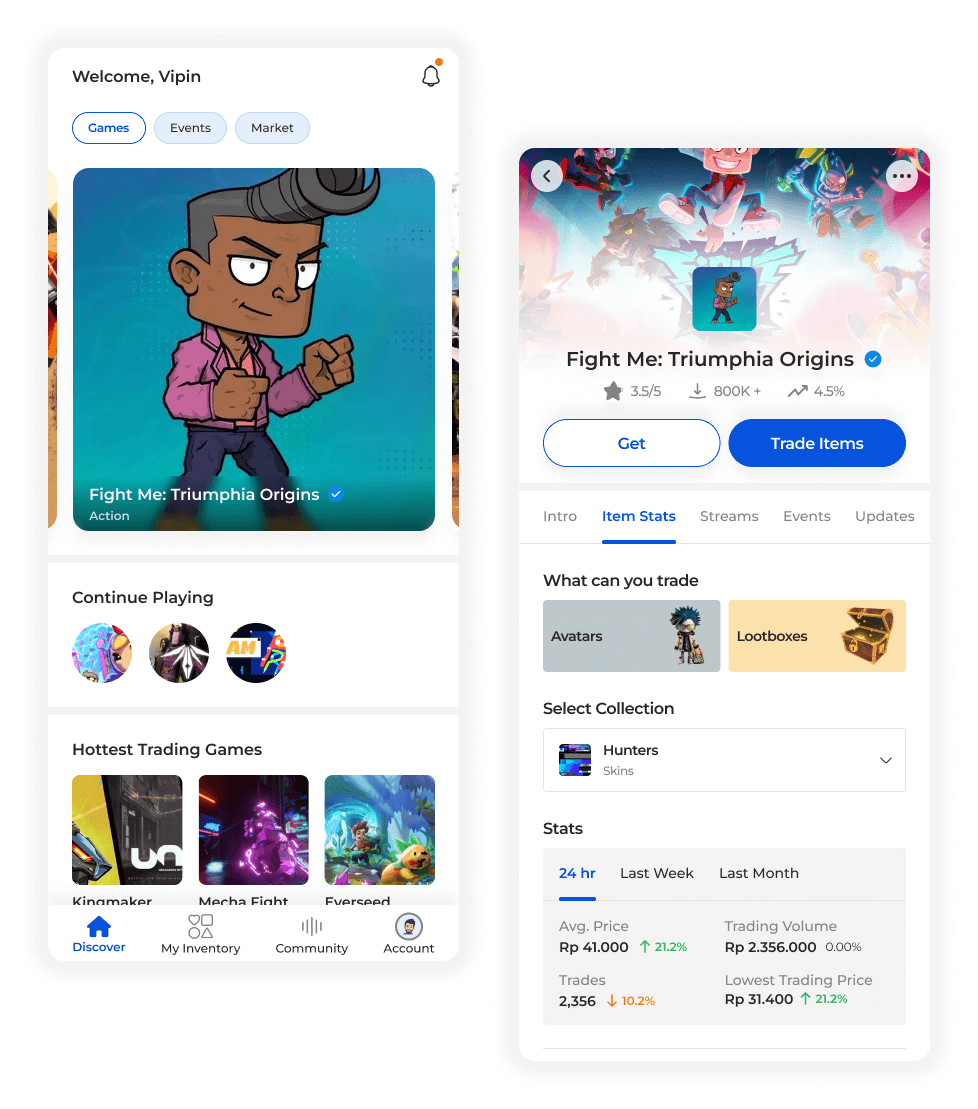 Welcome, Vipin
Games Events Market
Fight Me: Triumphia Origins
Action
Continue Playing
AM
Hottest Trading Games
Kingmaker Mecha Fight Everseed
Discover My Inventory Community Account
Fight Me: Triumphia Origins
3.5/5 800K + 4.5%
Get Trade Items
Intro Item Stats Streams Events Updates
What can you trade
Avatars Lootboxes
Select Collection
Hunters
Skins
Stats
24 hr Last Week Last Month
Avg. Price Trading Volume
Rp 41.000 21.2% Rp 2.356.000 0.00%
Trades Lowest Trading Price
2,356 10.2% Rp 31.400 21.2%